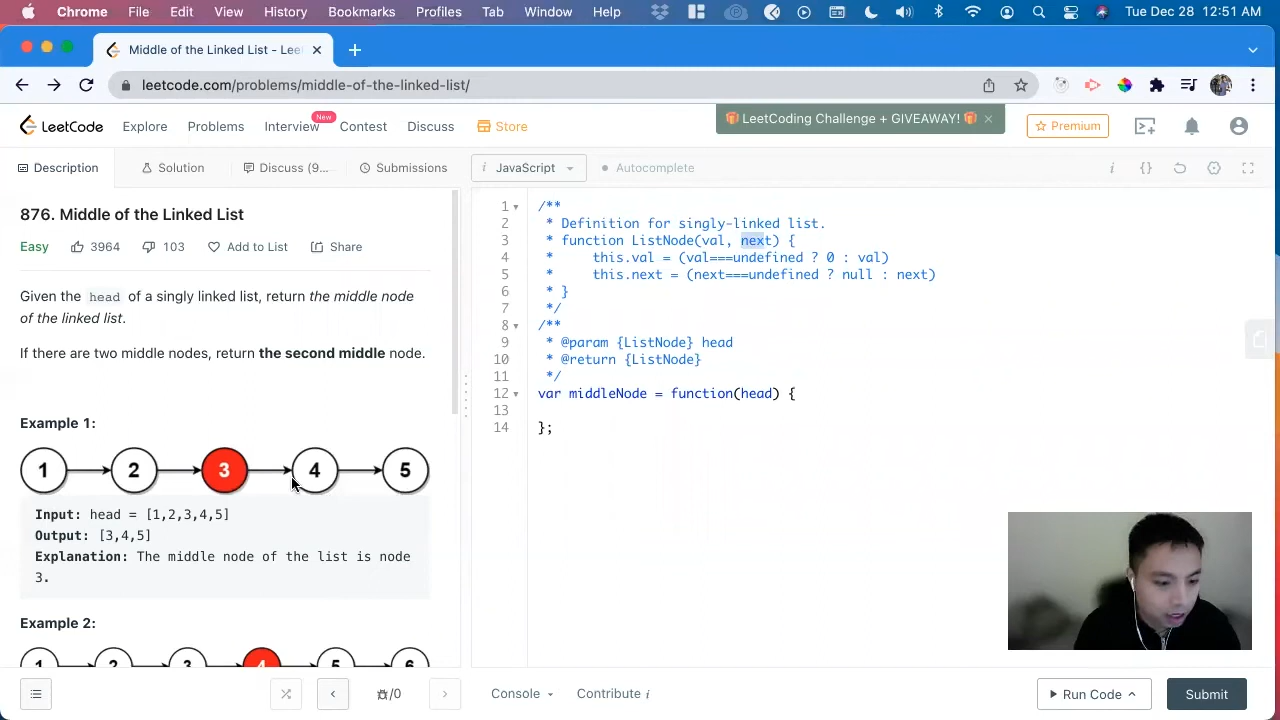 Chrome File Edit View History Bookmarks Profiles Tab Window Help Tue Dec 28 12:51 AM
Middle of the Linked List - Lee
leetcode.com/problems/middle-of-the-linked-list/
LeetCode Explore Problems Interview New Contest Discuss Store
🎁 LeetCoding Challenge + GIVEAWAY! 🎁 ×
Premium
Description Solution Discuss (9... Submissions
i JavaScript Autocomplete
876. Middle of the Linked List
Easy 3964 103 Add to List Share
Given the head of a singly linked list, return the middle node
of the linked list.
If there are two middle nodes, return the second middle node.
Example 1:
1 2 3 4 5
Input: head = [1,2,3,4,5]
Output: [3,4,5]
Explanation: The middle node of the list is node
3.
Example 2:
1 2 3 4 5 6
1 /**
2 * Definition for singly-linked list.
3 * function ListNode(val, next) {
4 *     this.val = (val===undefined ? 0 : val)
5 *     this.next = (next===undefined ? null : next)
6 * }
7 */
8 /**
9 * @param {ListNode} head
10 * @return {ListNode}
11 */
12 var middleNode = function(head) {
13
14 };
/0
Console Contribute i
Run Code Submit